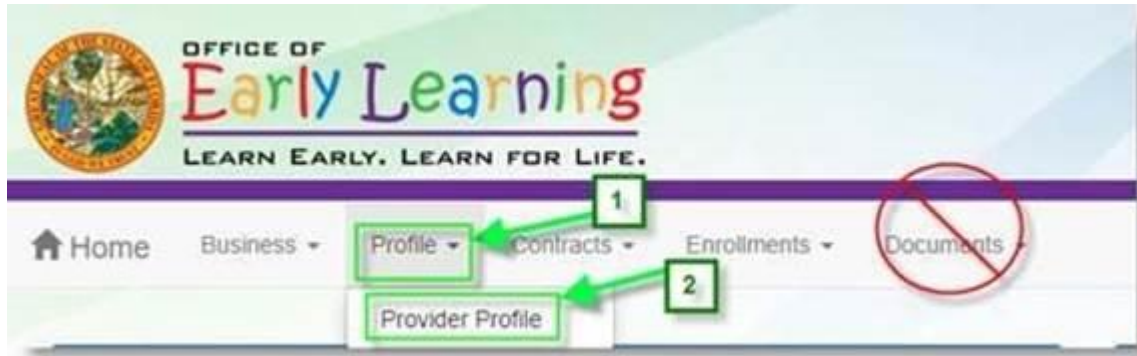 OFFICE OF
Early Learning
LEARN EARLY. LEARN FOR LIFE.
1
Home Business Profile Contracts Enrollments Documents
2
Provider Profile